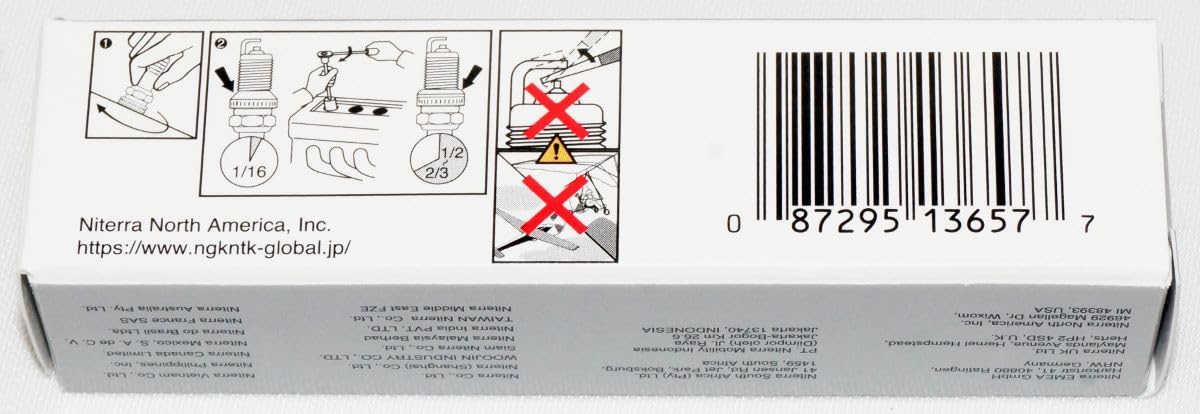 1
2
1/16
1/2
2/3
Niterra North America, Inc.
https://www.ngkntk-global.jp/
0 87295 13657 7
Niterra EMEA GmbH
Harkortstr 41, 40880 Ratingen,
NRW, Germany
Niterra UK Ltd.
Maylands Avenue, Hemel Hempstead,
Herts, HP2 4SD, U.K.
Niterra North America, Inc.
46929 Magellan Dr. Wixom,
MI 48393, USA
Niterra South Africa (Pty) Ltd.
41 Jansen Rd Jet Park, Boksburg,
1459, South Africa
PT. Niterra Mobility Indonesia
(Diimpor oleh) Jl. Raya
Jakarta-Bogor Km 26.6
Jakarta 13740, INDONESIA
Niterra (Shanghai) Co., Ltd.
WOOJIN INDUSTRY CO., LTD
Siam Niterra Co., Ltd.
Niterra Malaysia Berhad
Niterra India PVT. LTD.
TAIWAN Niterra Co., Ltd.
Niterra Middle East FZE
Niterra Vietnam Co., Ltd.
Niterra Philippines, Inc.
Niterra Canada Limited
Niterra Mexico, S. A. de C. V
Niterra do Brasil Ltda.
Niterra France SAS
Niterra Australia Pty. Ltd.